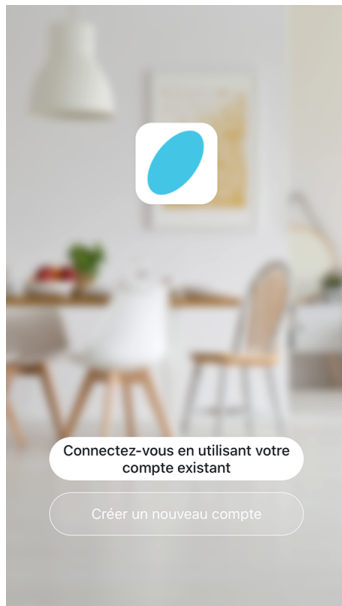 Connectez-vous en utilisant votre
compte existant
Créer un nouveau compte